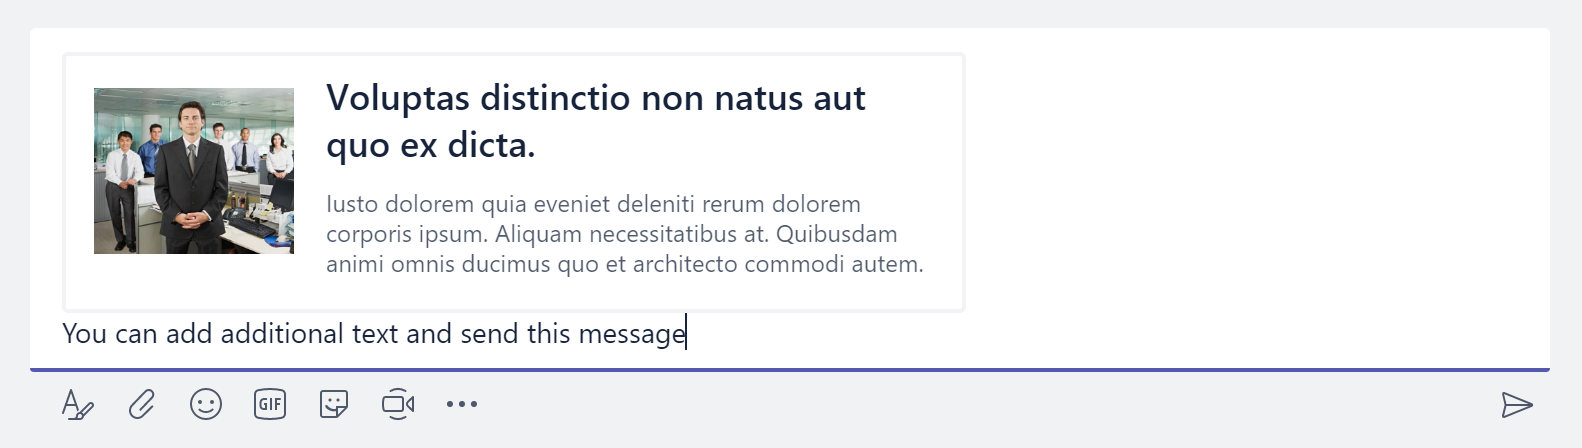 Voluptas distinctio non natus aut
quo ex dicta.
Iusto dolorem quia eveniet deleniti rerum dolorem
corporis ipsum. Aliquam necessitatibus at. Quibusdam
animi omnis ducimus quo et architecto commodi autem.
You can add additional text and send this message
GIF